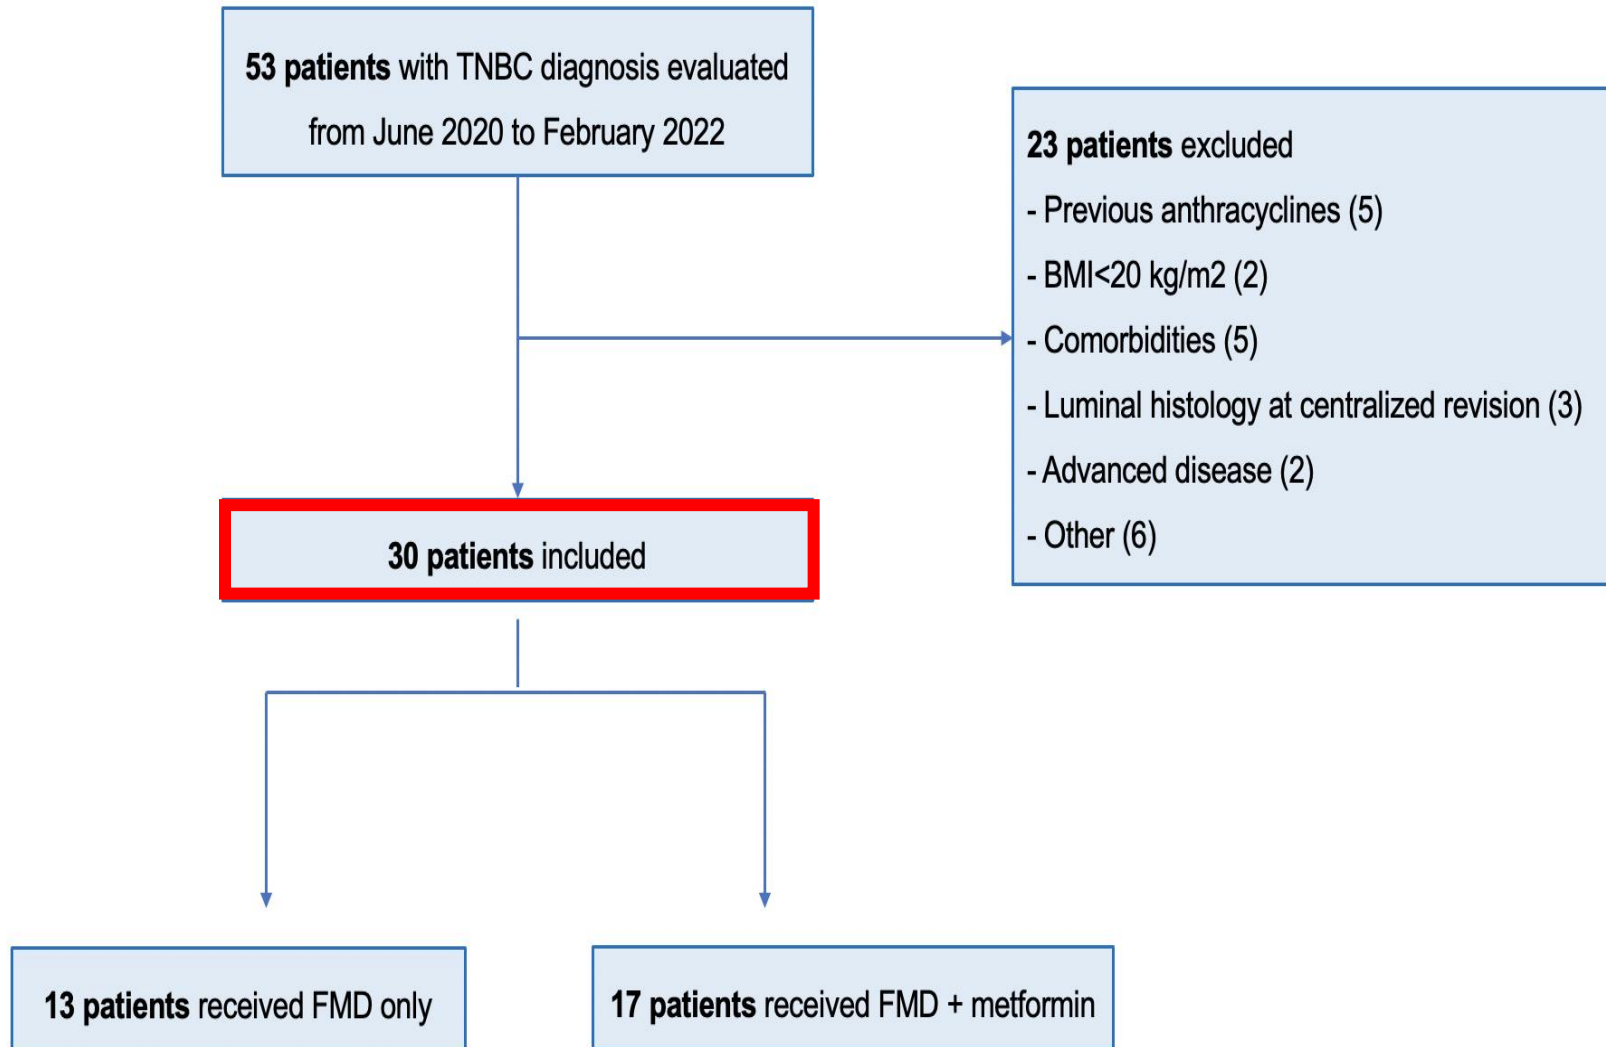 53 patients with TNBC diagnosis evaluated
from June 2020 to February 2022
23 patients excluded
- Previous anthracyclines (5)
- BMI<20 kg/m2 (2)
- Comorbidities (5)
- Luminal histology at centralized revision (3)
- Advanced disease (2)
- Other (6)
30 patients included
13 patients received FMD only
17 patients received FMD + metformin